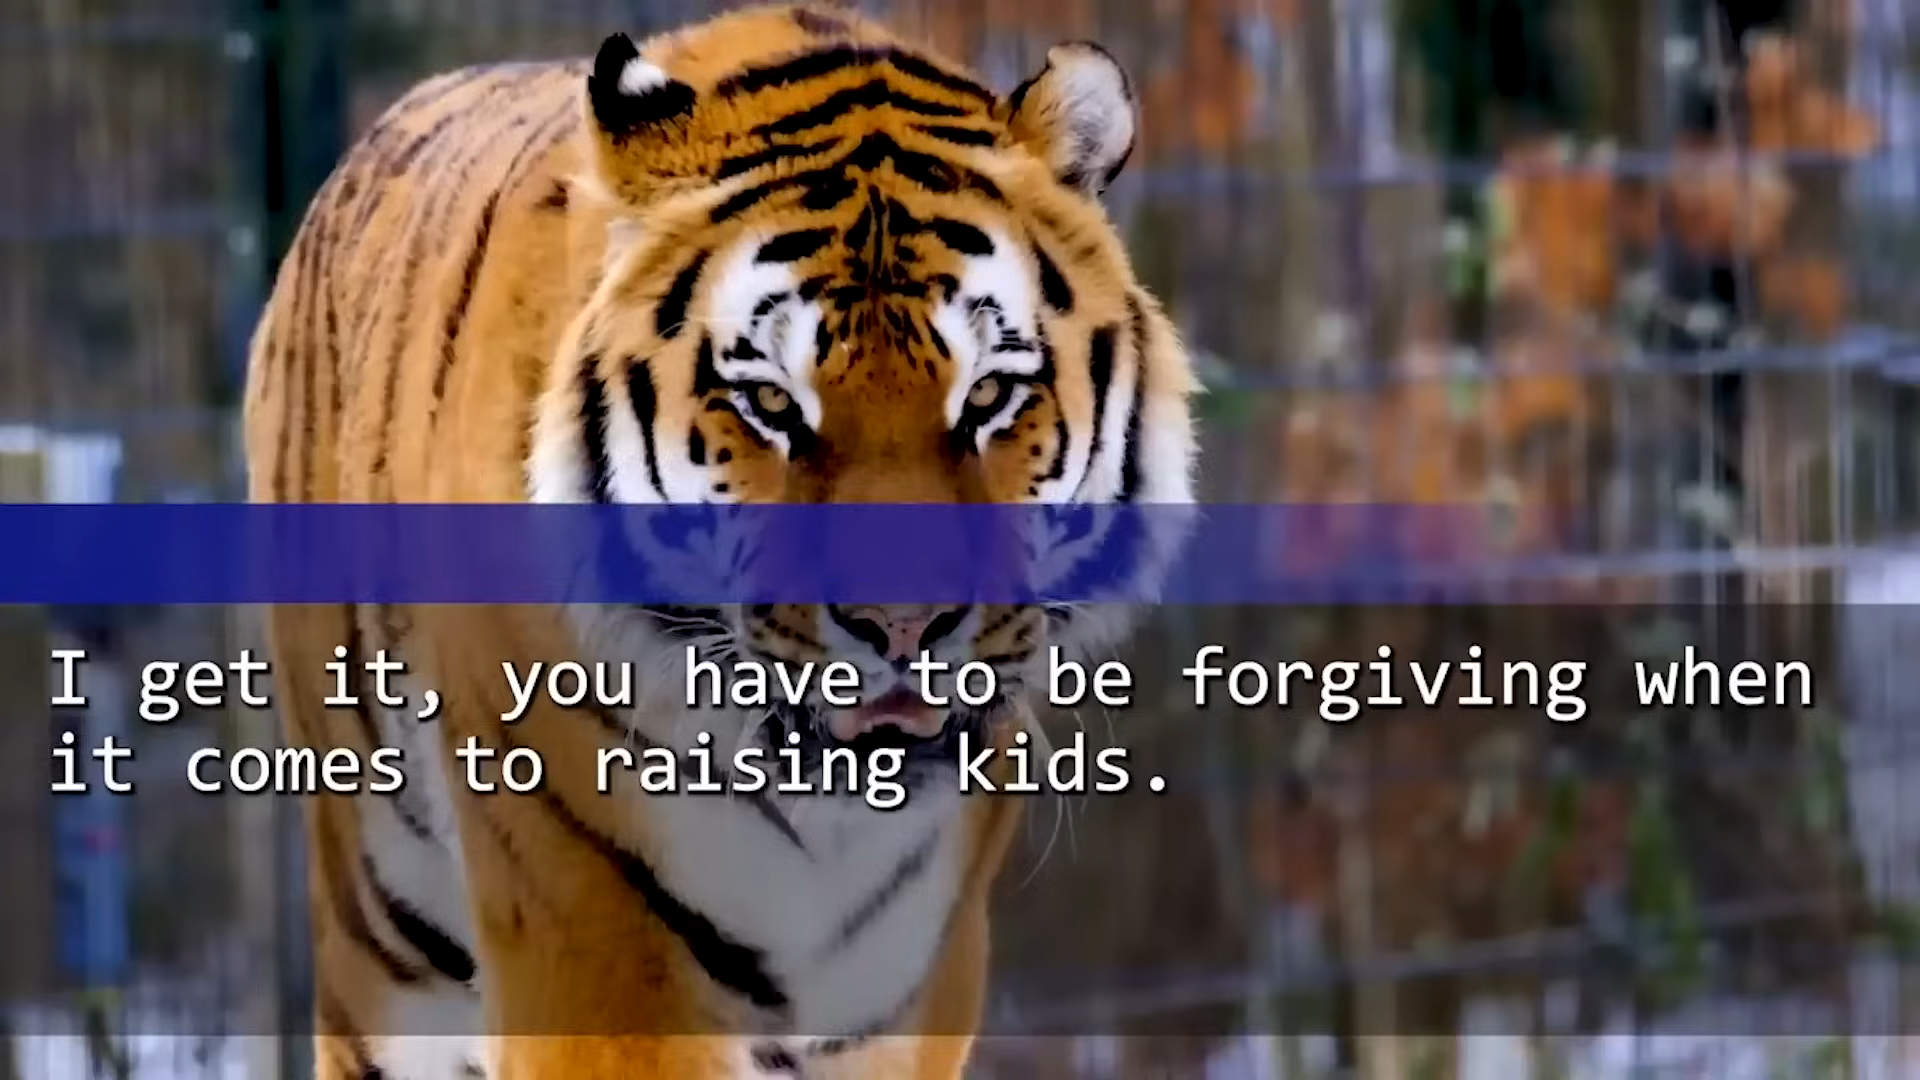 I get it, you have to be forgiving when
it comes to raising kids.